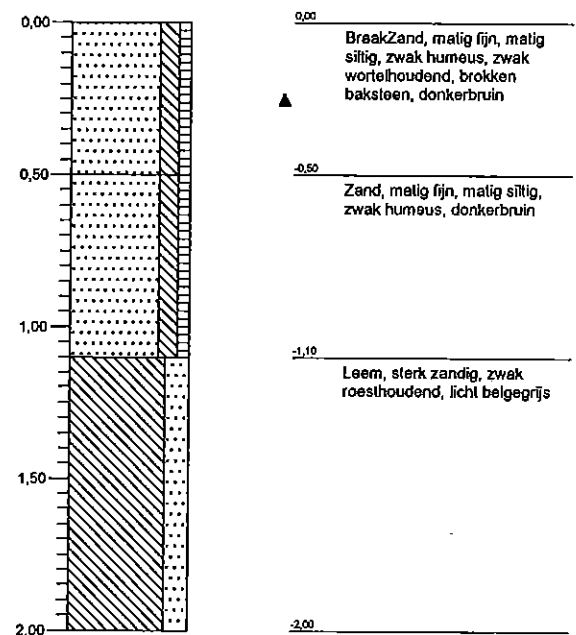 0,00
0,50
1,00
1,50
2,00
0,00
BraakZand, matig fijn, matig
siltig, zwak humeus, zwak
wortelhoudend, brokken
baksteen, donkerbruin
-0,50
Zand, matig fijn, matig siltig,
zwak humeus, donkerbruin
-1,10
Leem, sterk zandig, zwak
roesthoudend, licht beigegrijs
-2,00